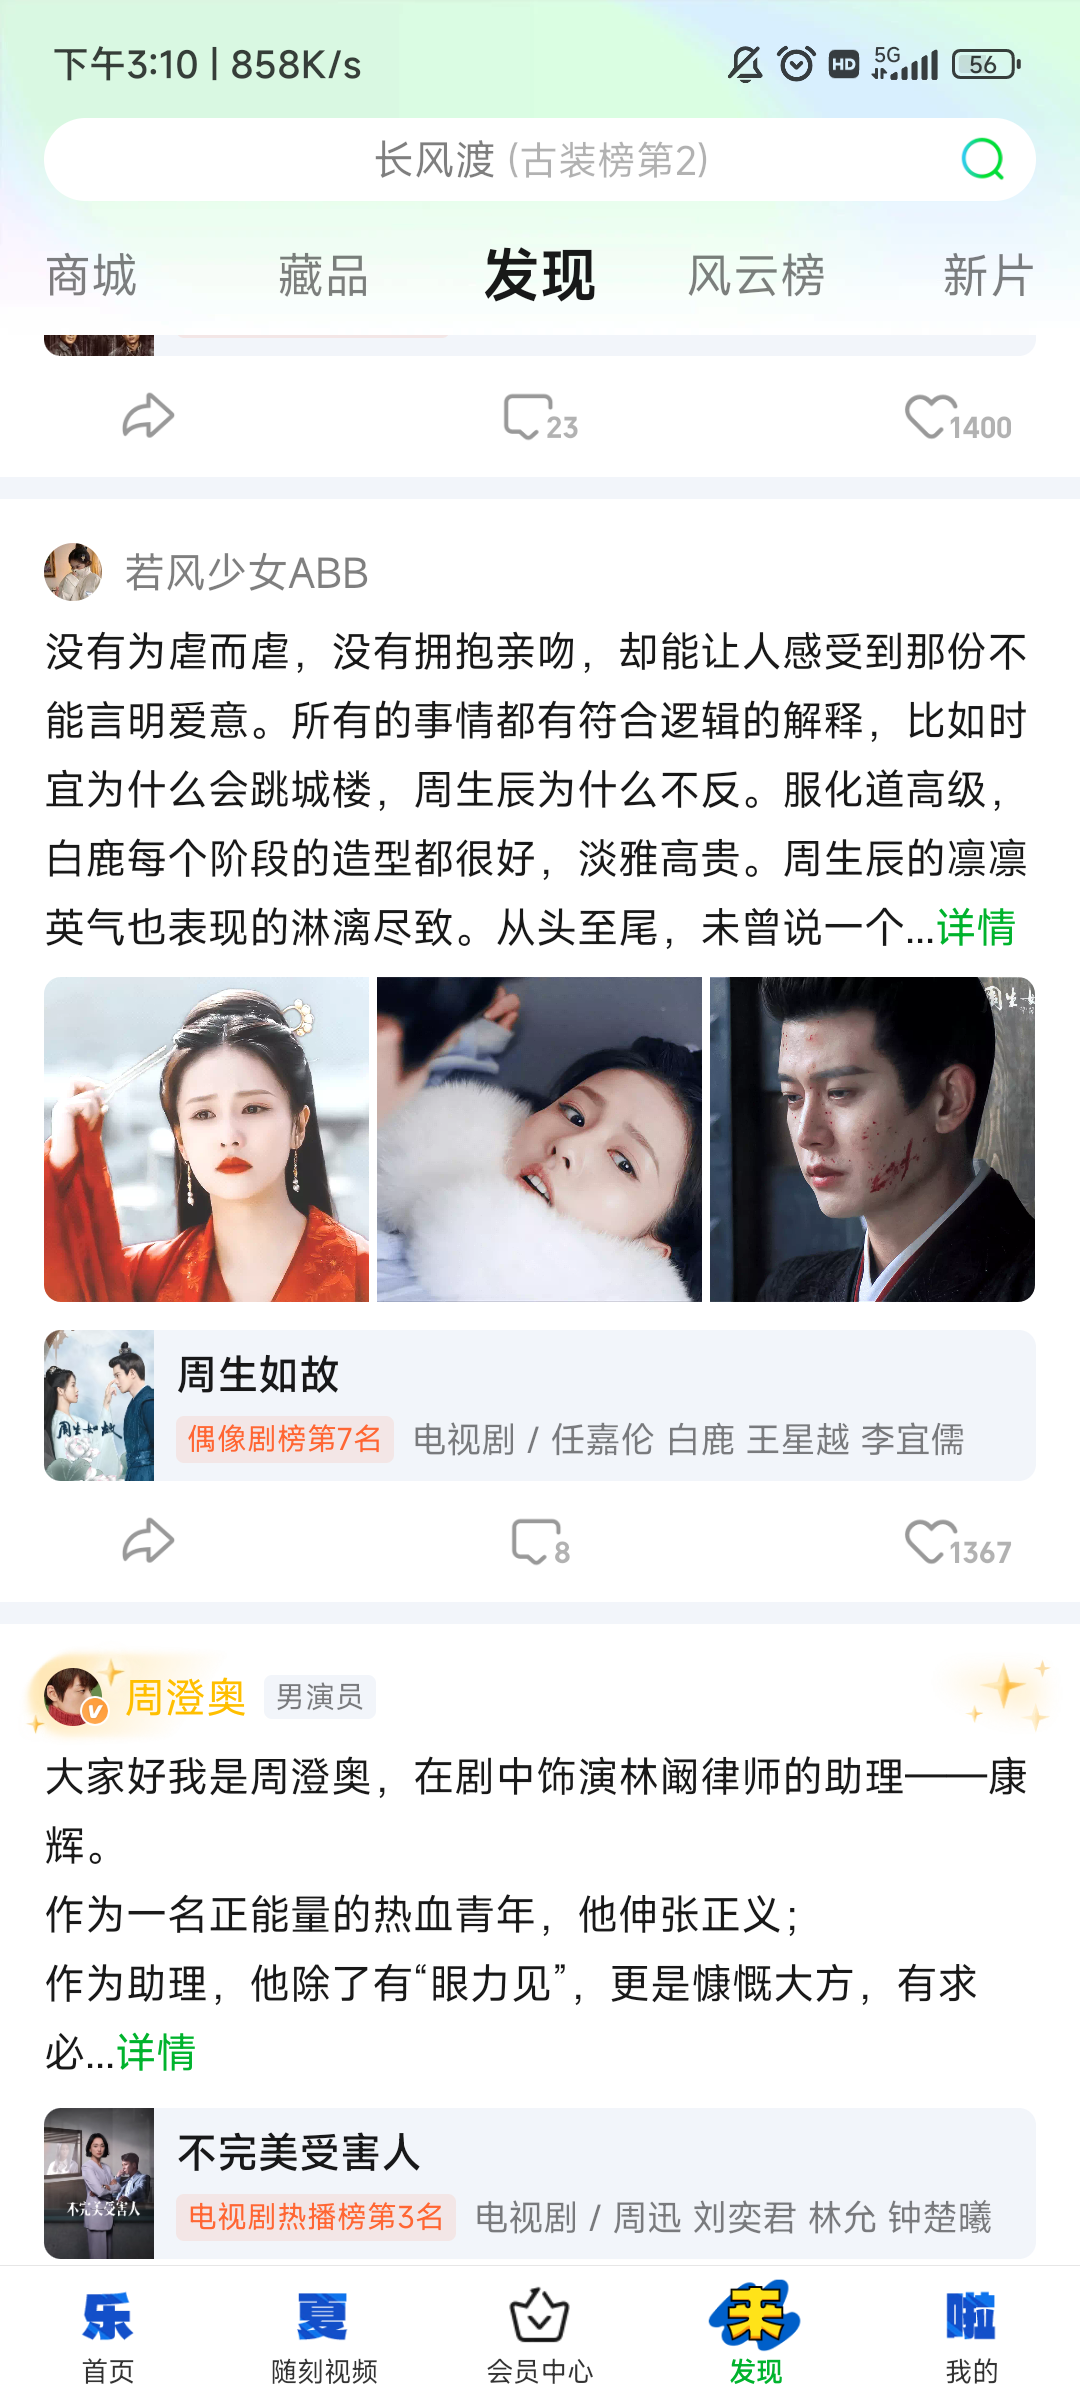 下午3:10 | 858K/s
HD 5G 56
长风渡 (古装榜第2)
商城 藏品 发现 风云榜 新片
23 1400
若风少女ABB
没有为虐而虐，没有拥抱亲吻，却能让人感受到那份不
能言明爱意。所有的事情都有符合逻辑的解释，比如时
宜为什么会跳城楼，周生辰为什么不反。服化道高级，
白鹿每个阶段的造型都很好，淡雅高贵。周生辰的凛凛
英气也表现的淋漓尽致。从头至尾，未曾说一个...详情
周生如故
周生如故
偶像剧榜第7名 电视剧 / 任嘉伦 白鹿 王星越 李宜儒
8 1367
周澄奥 男演员
大家好我是周澄奥，在剧中饰演林阚律师的助理——康
辉。
作为一名正能量的热血青年，他伸张正义；
作为助理，他除了有“眼力见”，更是慷慨大方，有求
必...详情
不完美受害人
不完美受害人
电视剧热播榜第3名 电视剧 / 周迅 刘奕君 林允 钟楚曦
乐 夏 来 啦
首页 随刻视频 会员中心 发现 我的